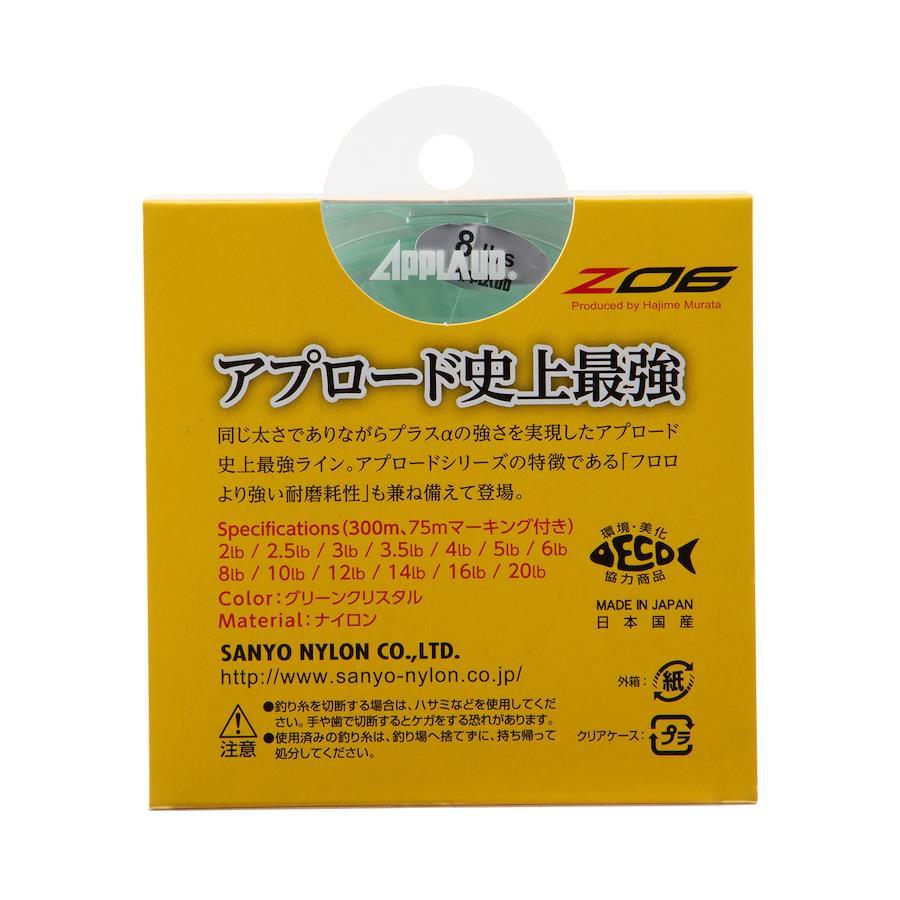 8 lbs
APPLAUD®
APPLAUD
ZO6
Produced by Hajime Murata
アプロード史上最強
同じ太さでありながらプラスαの強さを実現したアプロード
史上最強ライン。アプロードシリーズの特徴である「フロロ
より強い耐磨耗性」も兼ね備えて登場。
Specifications(300m、75mマーキング付き)
2lb / 2.5lb / 3lb / 3.5lb / 4lb / 5lb / 6lb
8lb / 10lb / 12lb / 14lb / 16lb / 20lb
Color:グリーンクリスタル
Material:ナイロン
環境・美化
ECO
協力商品
MADE IN JAPAN
日本国産
SANYO NYLON CO.,LTD.
http://www.sanyo-nylon.co.jp/
外箱: 紙
注意
●釣り糸を切断する場合は、ハサミなどを使用してくだ
さい。手や歯で切断するとケガをする恐れがあります。
●使用済みの釣り糸は、釣り場へ捨てずに、持ち帰って
処分してください。
クリアケース: プラ